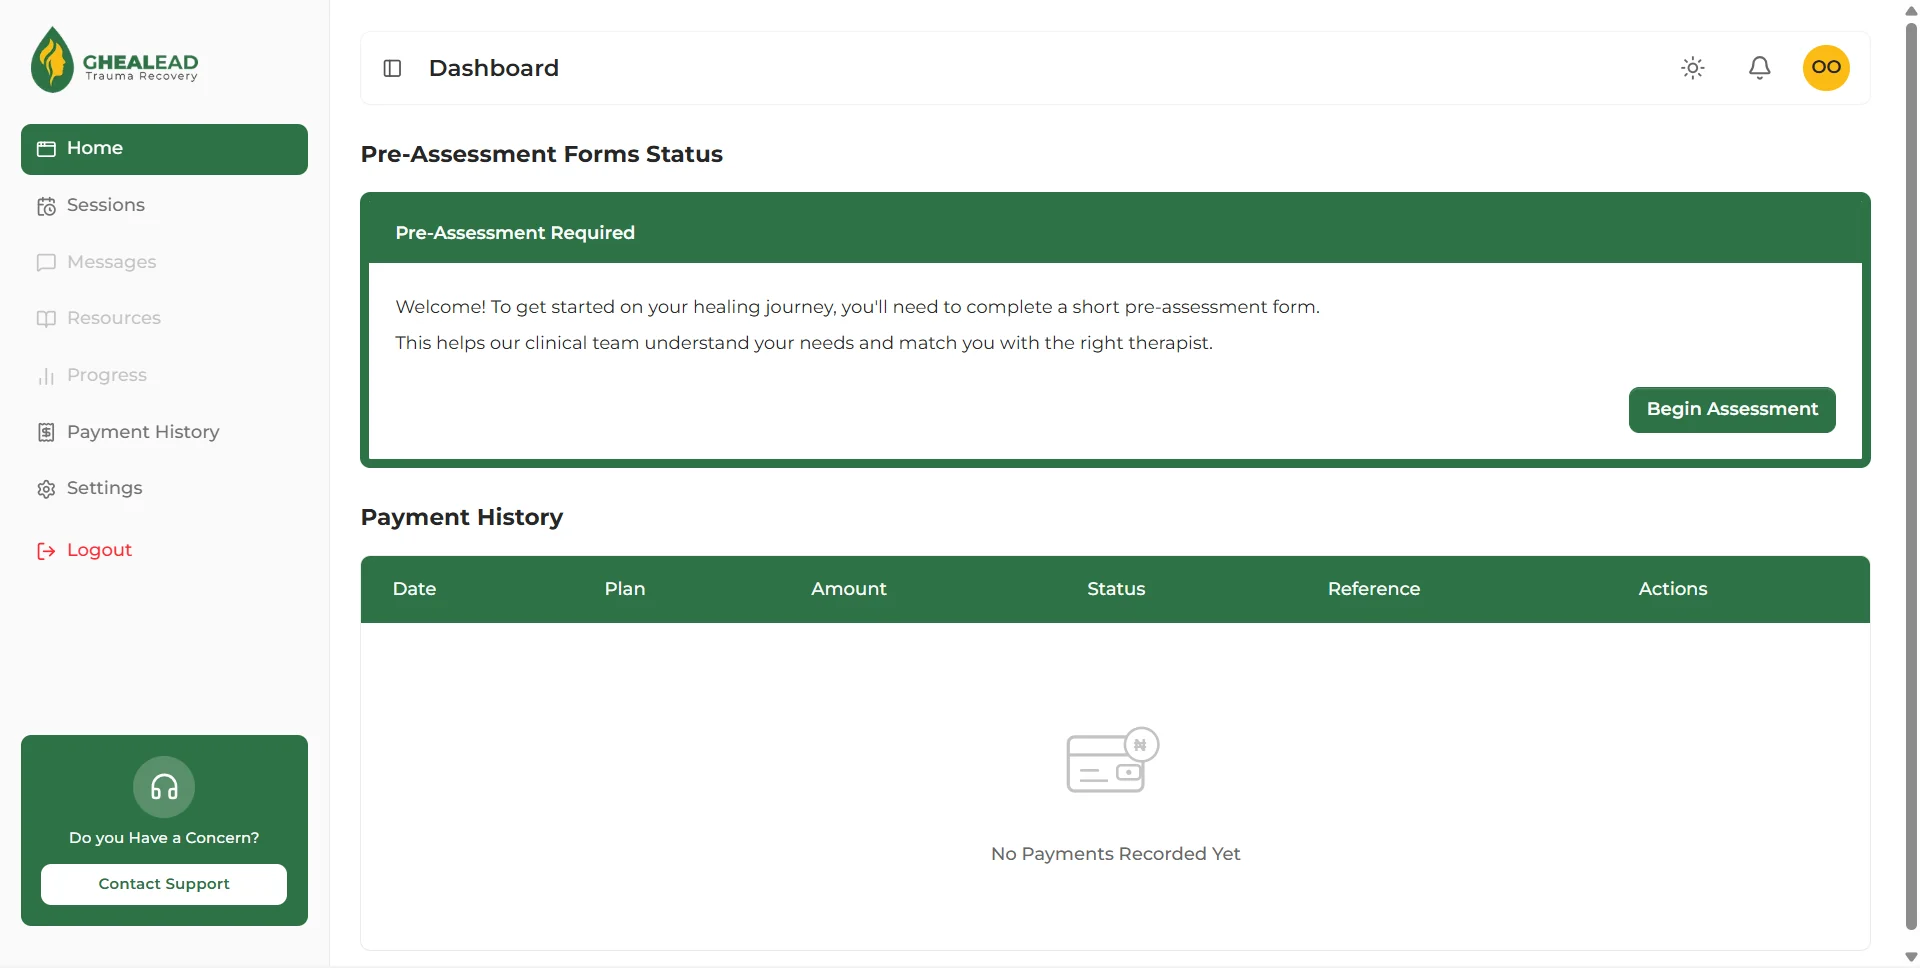 GHEALEAD
Trauma Recovery
Home
Sessions
Messages
Resources
Progress
Payment History
Settings
Logout
Do you Have a Concern?
Contact Support
Dashboard
OO
Pre-Assessment Forms Status
Pre-Assessment Required
Welcome! To get started on your healing journey, you'll need to complete a short pre-assessment form.
This helps our clinical team understand your needs and match you with the right therapist.
Begin Assessment
Payment History
Date Plan Amount Status Reference Actions
₦
No Payments Recorded Yet